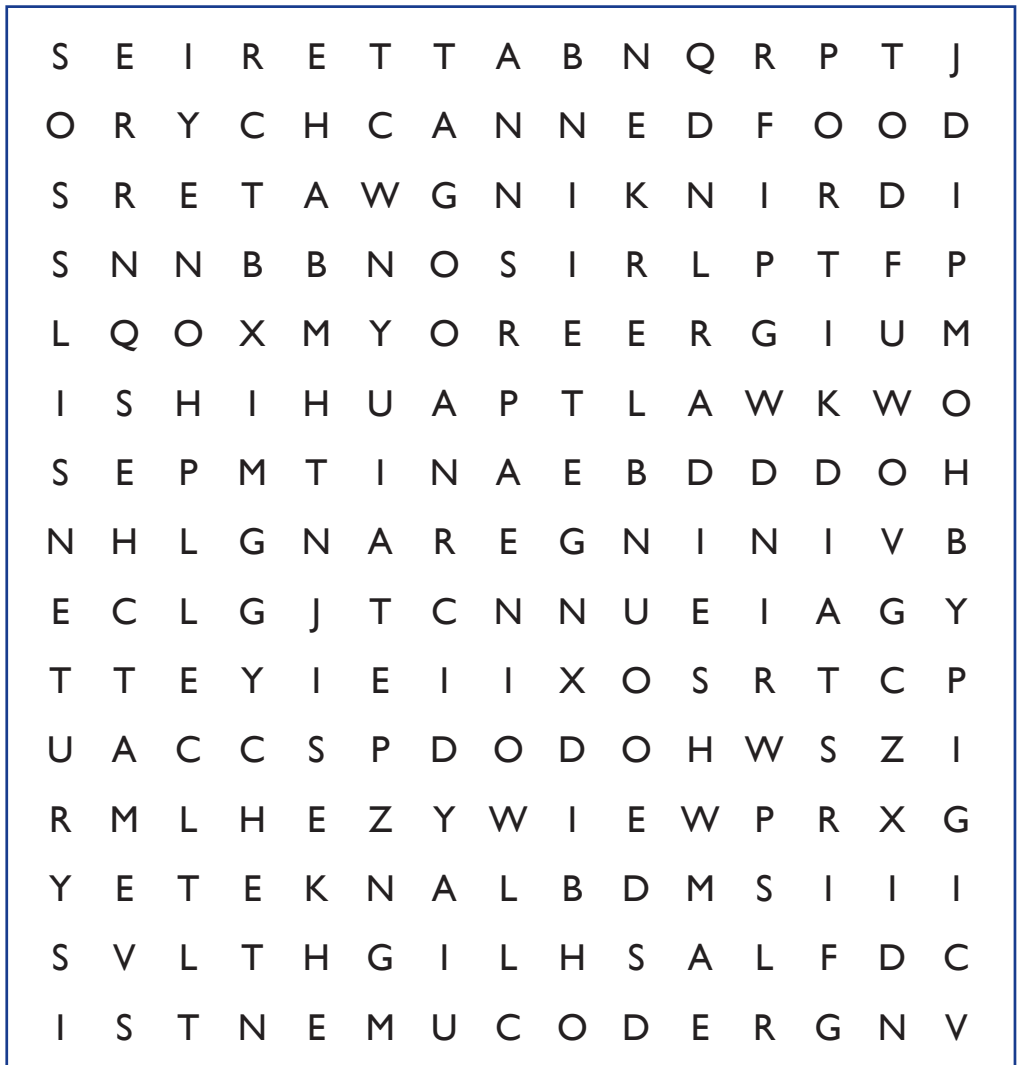 S E I R E T T A B N Q R P T J
O R Y C H C A N N E D F O O D
S R E T A W G N I K N I R D I
S N N B B N O S I R L P T F P
L Q O X M Y O R E E R G I U M
I S H I H U A P T L A W K W O
S E P M T I N A E B D D D O H
N H L G N A R E G N I N I V B
E C L G J T C N N U E I A G Y
T T E Y I E I I X O S R T C P
U A C C S P D O D O H W S Z I
R M L H E Z Y W I E W P R X G
Y E T E K N A L B D M S I I I
S V L T H G I L H S A L F D C
I S T N E M U C O D E R G N V